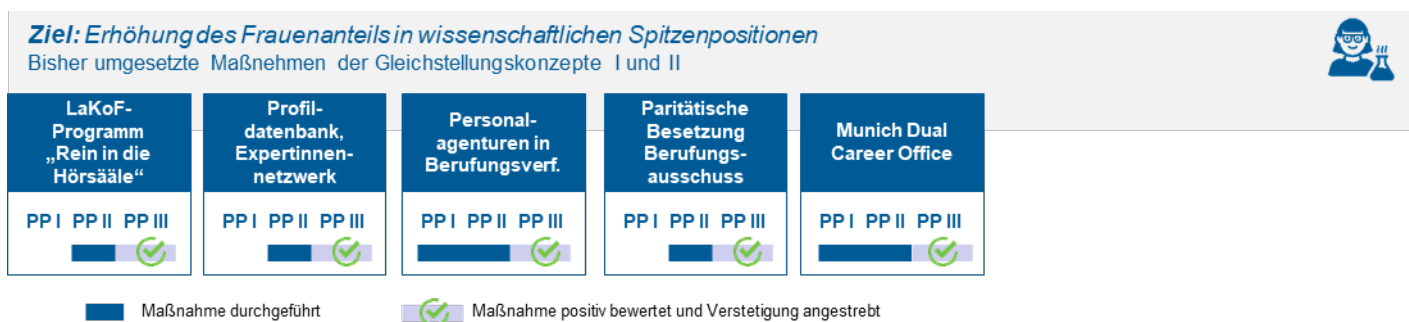 Ziel: Erhöhung des Frauenanteils in wissenschaftlichen Spitzenpositionen
Bisher umgesetzte Maßnehmen der Gleichstellungskonzepte I und II
LaKoF-
Programm
„Rein in die
Hörsääle“
PP I PP II PP III
Profil-
datenbank,
Expertinnen-
netzwerk
PP I PP II PP III
Personal-
agenturen in
Berufungsverf.
PP I PP II PP III
Paritätische
Besetzung
Berufungs-
ausschuss
PP I PP II PP III
Munich Dual
Career Office
PP I PP II PP III
Maßnahme durchgeführt
Maßnahme positiv bewertet und Verstetigung angestrebt